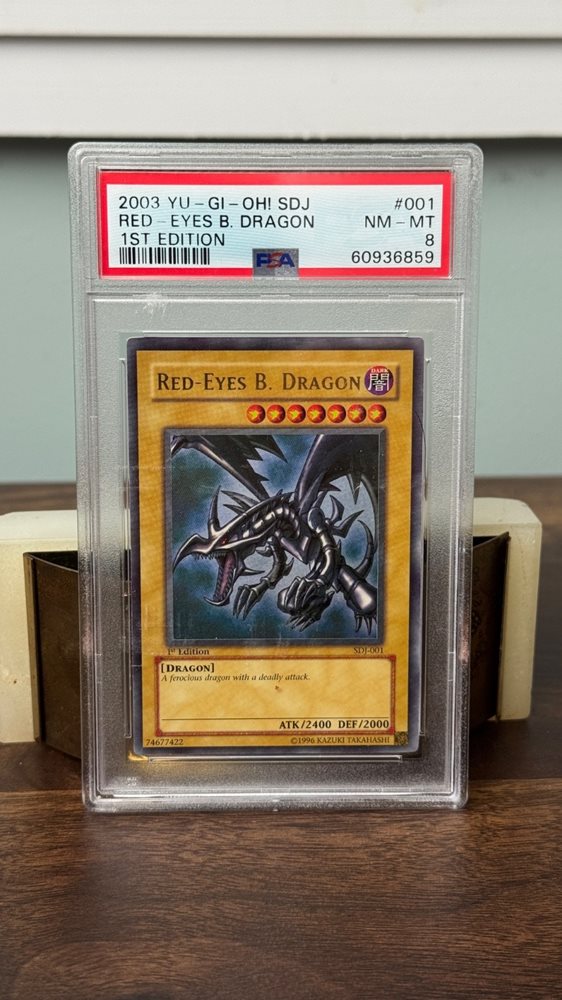 2003 YU-GI-OH! SDJ #001
RED-EYES B. DRAGON NM-MT
1ST EDITION 8
PSA 60936859
RED-EYES B. DRAGON DARK 闇
1st Edition SDJ-001
[DRAGON]
A ferocious dragon with a deadly attack.
ATK/2400 DEF/2000
74677422 ©1996 KAZUKI TAKAHASHI